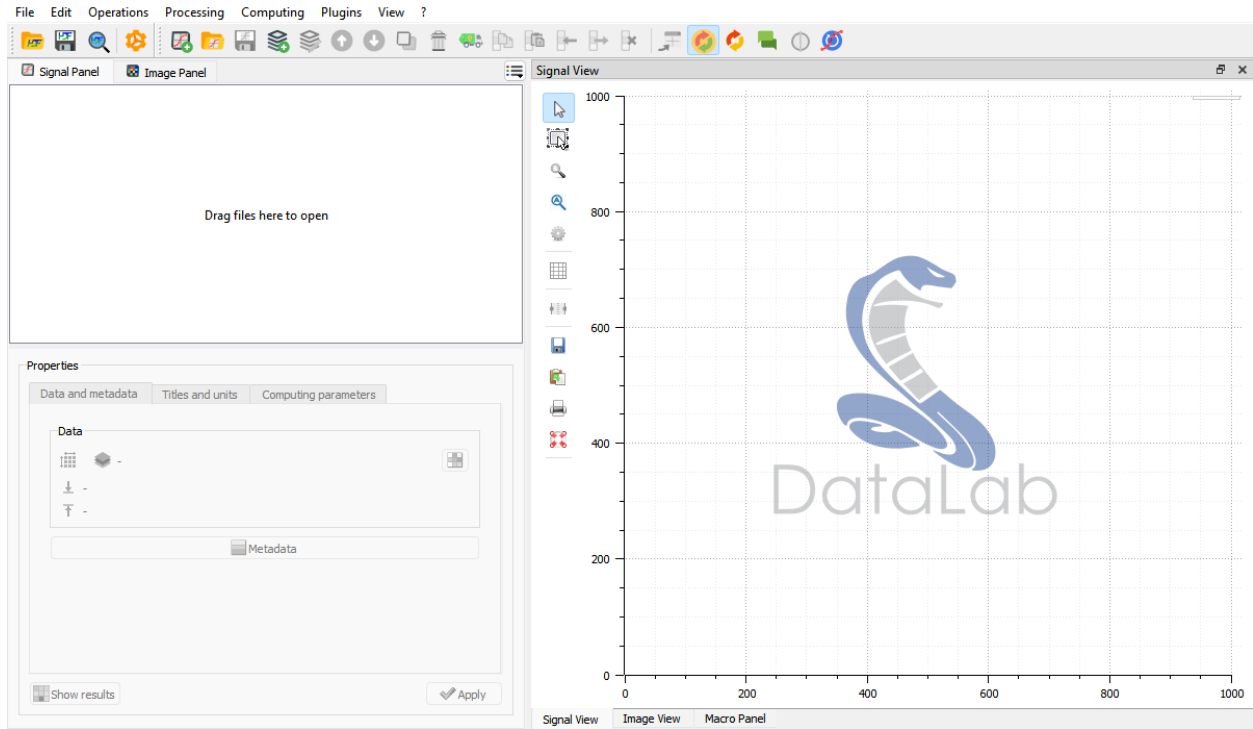 File Edit Operations Processing Computing Plugins View ?
Signal Panel Image Panel
Signal View
Drag files here to open
Properties
Data and metadata Titles and units Computing parameters
Data
-
-
-
Metadata
Show results
Apply
1000
800
600
400
200
0
0 200 400 600 800 1000
DataLab
Signal View Image View Macro Panel